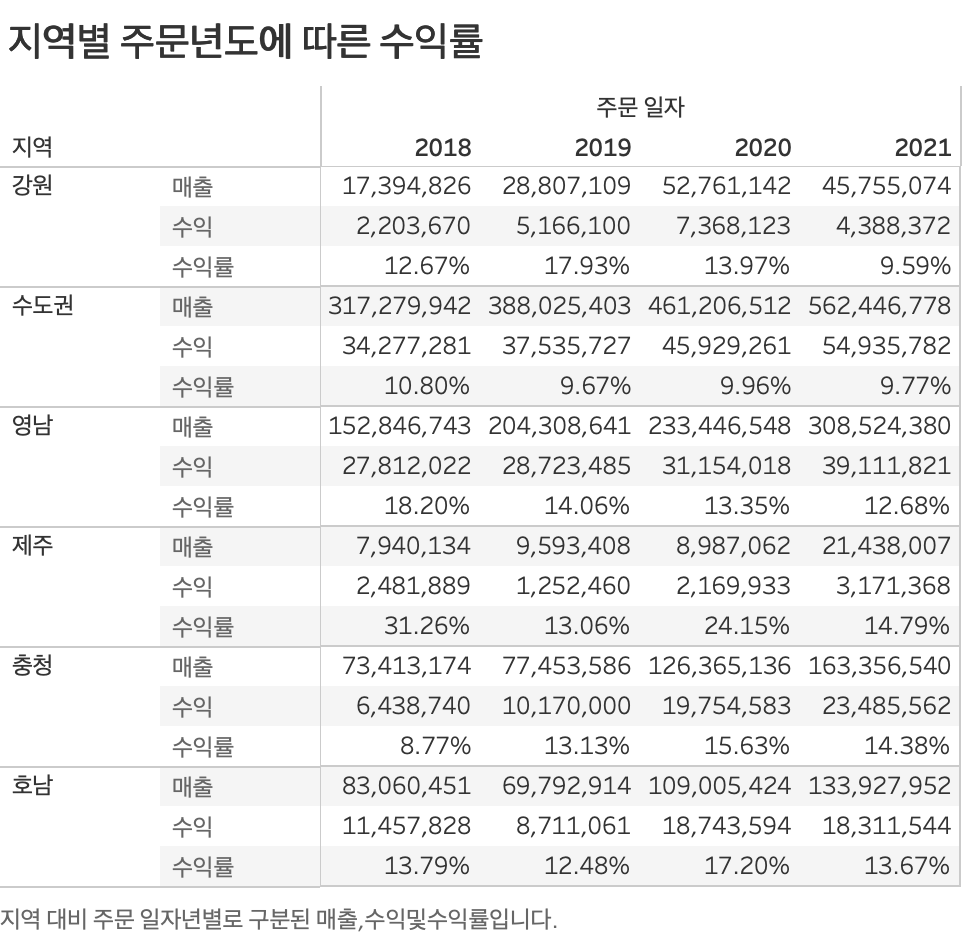 지역별 주문년도에 따른 수익률
주문 일자
지역 2018 2019 2020 2021
강원 매출 17,394,826 28,807,109 52,761,142 45,755,074
수익 2,203,670 5,166,100 7,368,123 4,388,372
수익률 12.67% 17.93% 13.97% 9.59%
수도권 매출 317,279,942 388,025,403 461,206,512 562,446,778
수익 34,277,281 37,535,727 45,929,261 54,935,782
수익률 10.80% 9.67% 9.96% 9.77%
영남 매출 152,846,743 204,308,641 233,446,548 308,524,380
수익 27,812,022 28,723,485 31,154,018 39,111,821
수익률 18.20% 14.06% 13.35% 12.68%
제주 매출 7,940,134 9,593,408 8,987,062 21,438,007
수익 2,481,889 1,252,460 2,169,933 3,171,368
수익률 31.26% 13.06% 24.15% 14.79%
충청 매출 73,413,174 77,453,586 126,365,136 163,356,540
수익 6,438,740 10,170,000 19,754,583 23,485,562
수익률 8.77% 13.13% 15.63% 14.38%
호남 매출 83,060,451 69,792,914 109,005,424 133,927,952
수익 11,457,828 8,711,061 18,743,594 18,311,544
수익률 13.79% 12.48% 17.20% 13.67%
지역 대비 주문 일자년별로 구분된 매출,수익및수익률입니다.